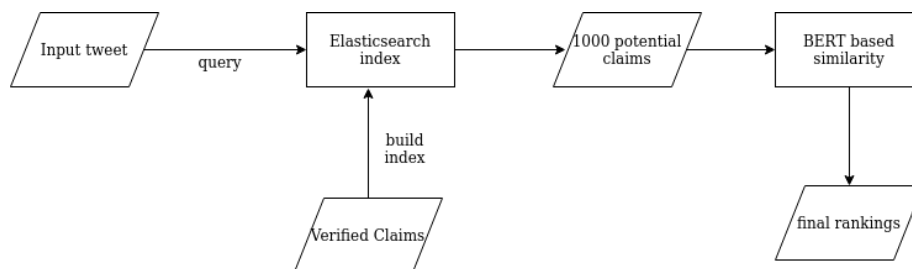 Input tweet
query
Elasticsearch
index
1000 potential
claims
BERT based
similarity
build
index
Verified Claims
final rankings